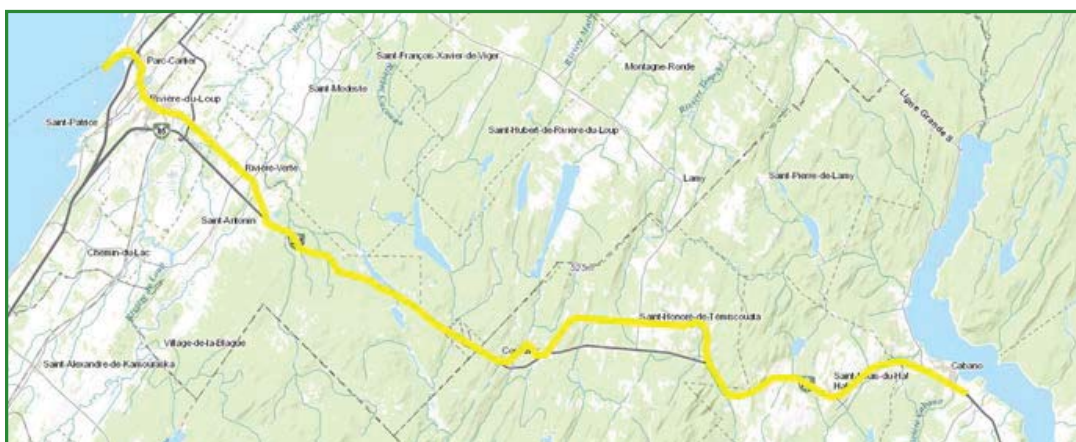 Parc-Cartier
Rivière-du-Loup
Saint-Patrice
Saint-François-Xavier-de-Viger
Saint-Modeste
Montagne-Ronde
Saint-Hubert-de-Rivière-du-Loup
Ligne Grande S
Lamy
Saint-Pierre-de-Lamy
Rivière-Verte
Saint-Antonin
Chemin-du-Lac
Village-de-la-Blague
Saint-Alexandre-de-Kamouraska
Saint-Honoré-de-Témiscouata
Cabano